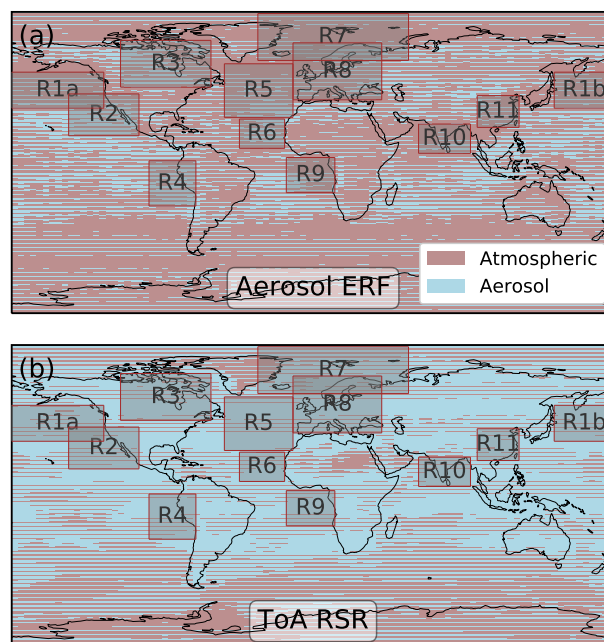 (a)
R7
R3
R8
R1a
R5
R1b
R2
R11
R6
R10
R4
R9
Atmospheric
Aerosol
Aerosol ERF
(b)
R7
R3
R8
R1a
R5
R1b
R2
R11
R6
R10
R4
R9
ToA RSR